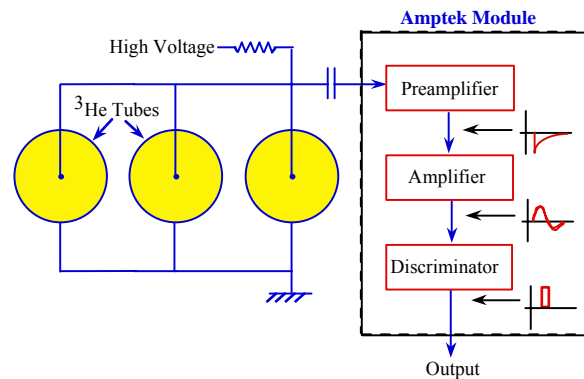 Amptek Module
High Voltage
Preamplifier
³He Tubes
Amplifier
Discriminator
Output